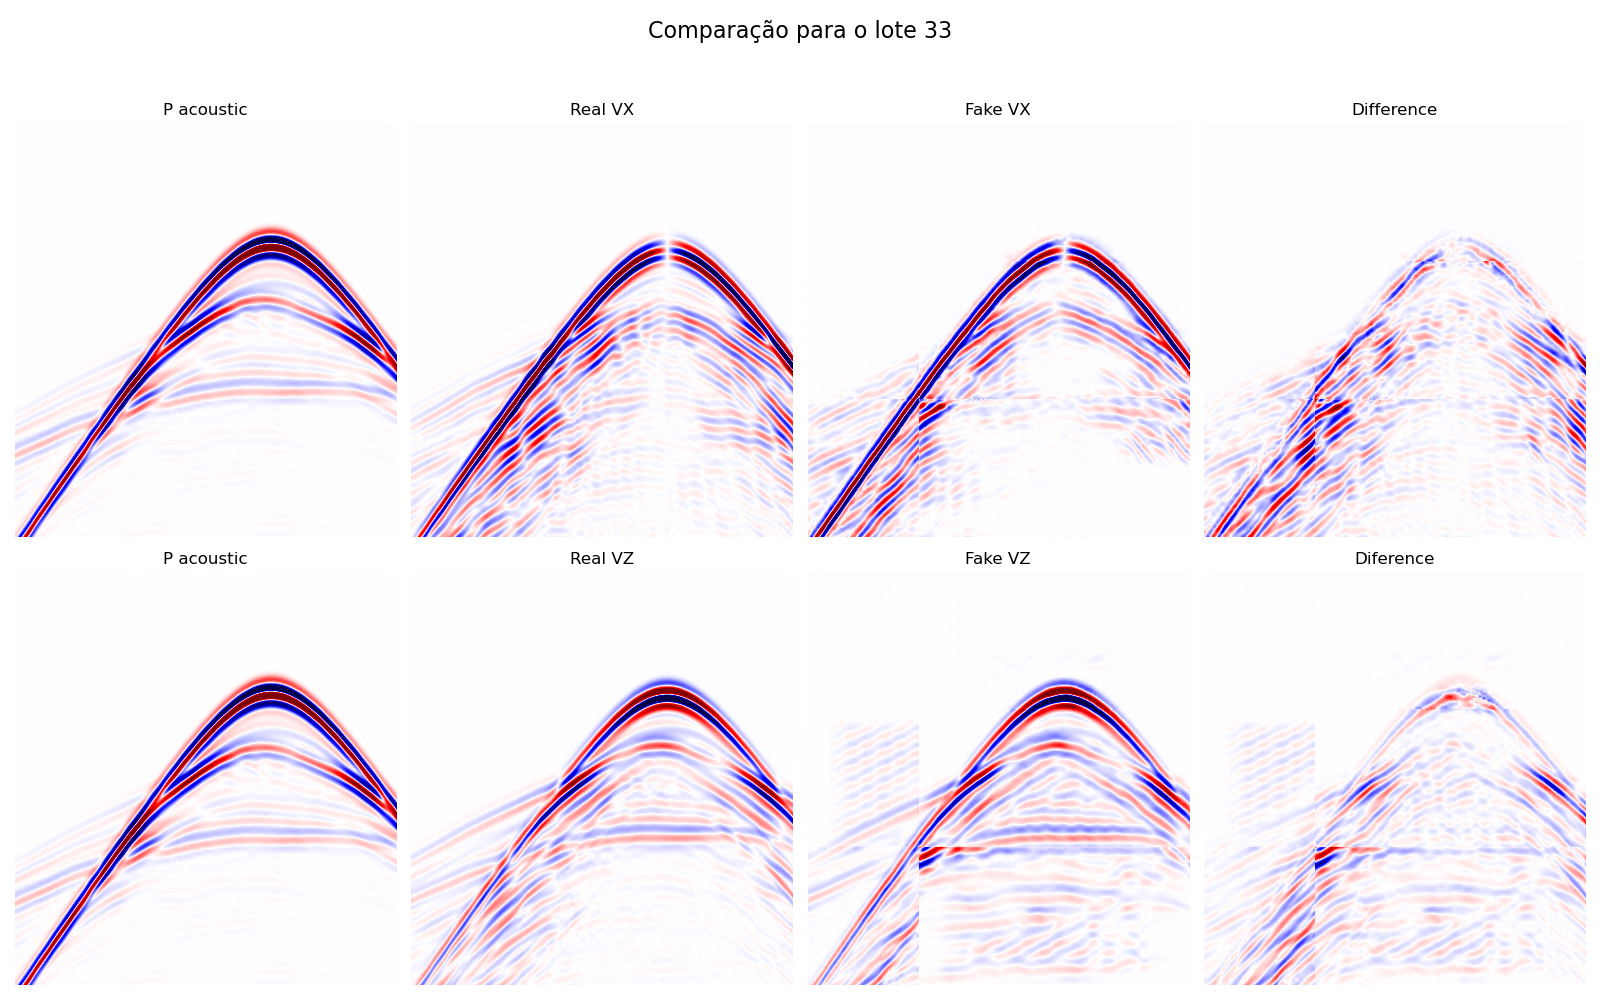 Comparação para o lote 33
P acoustic
Real VX
Fake VX
Difference
P acoustic
Real VZ
Fake VZ
Diference